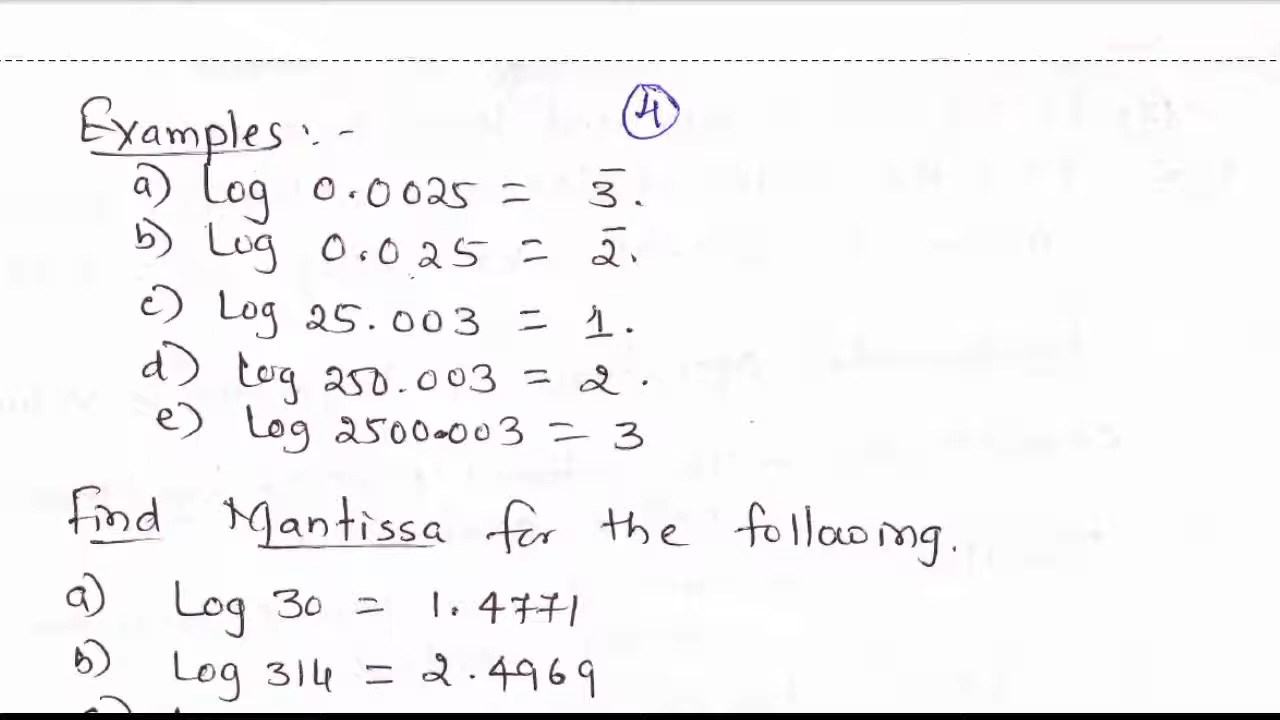 4
Examples:-
a) Log 0.0025 = 3̅.
b) Log 0.025 = 2̅.
c) Log 25.003 = 1.
d) Log 250.003 = 2.
e) Log 2500.003 = 3
Find Mantissa for the following.
a) Log 30 = 1.4771
b) Log 314 = 2.4969